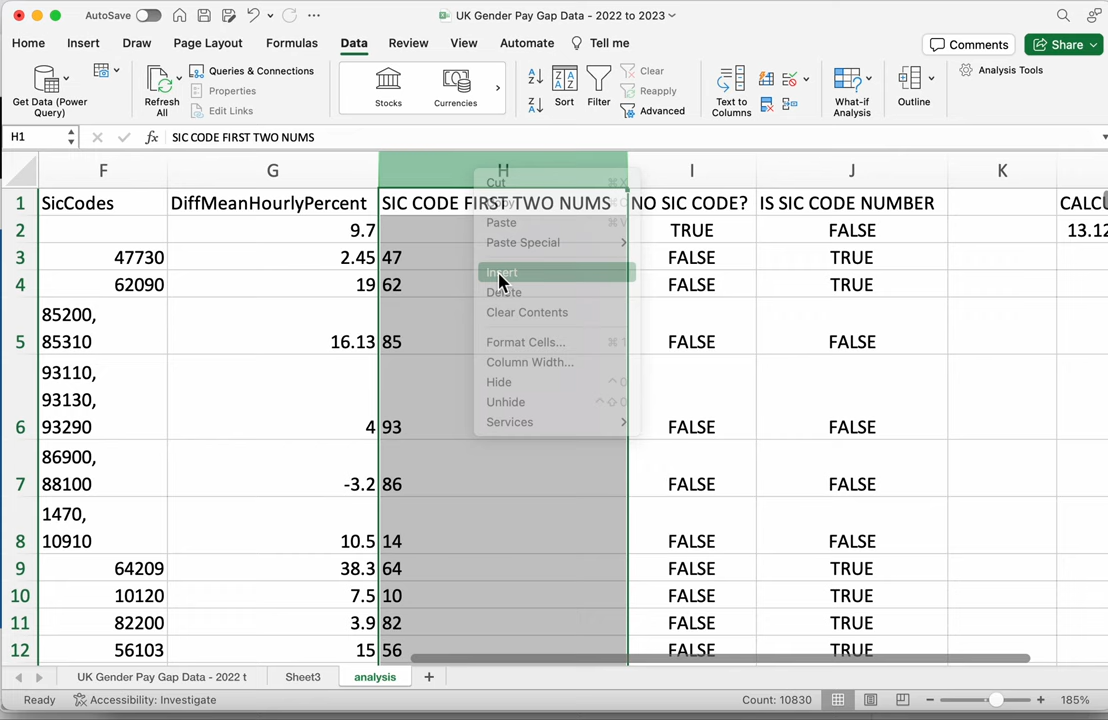 AutoSave
UK Gender Pay Gap Data - 2022 to 2023
Home Insert Draw Page Layout Formulas Data Review View Automate Tell me Comments Share
Get Data (Power Query)
Refresh All
Queries & Connections
Properties
Edit Links
Stocks
Currencies
Sort
Filter
Clear
Reapply
Advanced
Text to Columns
What-if Analysis
Outline
Analysis Tools
H1 fx SIC CODE FIRST TWO NUMS
F G H I J K
1 SicCodes DiffMeanHourlyPercent SIC CODE FIRST TWO NUMS NO SIC CODE? IS SIC CODE NUMBER CALCU
2 9.7 TRUE FALSE 13.12
3 47730 2.45 47 FALSE TRUE
4 62090 19 62 FALSE TRUE
85200,
5 85310 16.13 85 FALSE FALSE
93110,
93130,
6 93290 4 93 FALSE FALSE
86900,
7 88100 -3.2 86 FALSE FALSE
1470,
8 10910 10.5 14 FALSE FALSE
9 64209 38.3 64 FALSE TRUE
10 10120 7.5 10 FALSE TRUE
11 82200 3.9 82 FALSE TRUE
12 56103 15 56 FALSE TRUE
Cut ⌘X
Paste ⌘V
Paste Special
Insert
Delete
Clear Contents
Format Cells... ⌘1
Column Width...
Hide ^0
Unhide ^⇧0
Services
UK Gender Pay Gap Data - 2022 t Sheet3 analysis +
Ready Accessibility: Investigate Count: 10830 185%